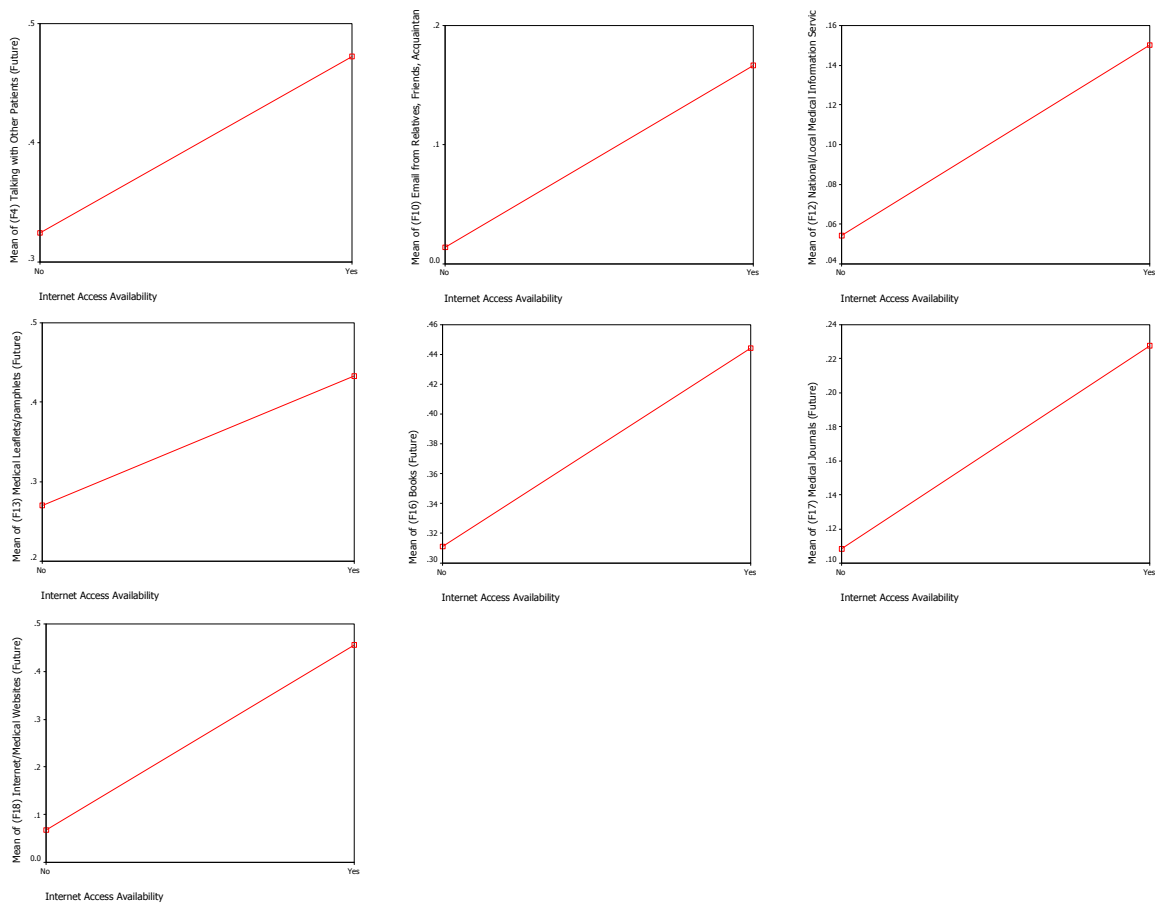 Mean of (F4) Talking with Other Patients (Future)
.5
.4
.3
No
Yes
Internet Access Availability
Mean of (F10) Email from Relatives, Friends, Acquaintan
.2
.1
0.0
No
Yes
Internet Access Availability
Mean of (F12) National/Local Medical Information Servic
.16
.14
.12
.10
.08
.06
.04
No
Yes
Internet Access Availability
Mean of (F13) Medical Leaflets/pamphlets (Future)
.5
.4
.3
.2
No
Yes
Internet Access Availability
Mean of (F16) Books (Future)
.46
.44
.42
.40
.38
.36
.34
.32
.30
No
Yes
Internet Access Availability
Mean of (F17) Medical Journals (Future)
.24
.22
.20
.18
.16
.14
.12
.10
No
Yes
Internet Access Availability
Mean of (F18) Internet/Medical Websites (Future)
.5
.4
.3
.2
.1
0.0
No
Yes
Internet Access Availability